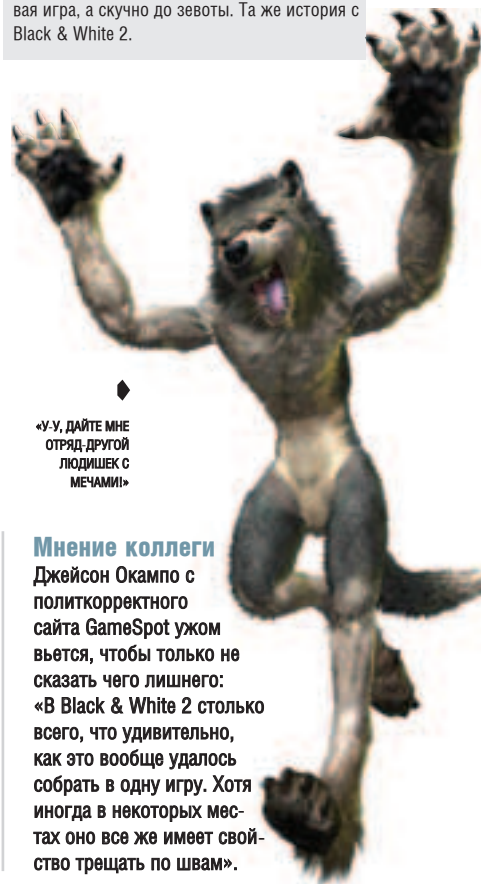 вая игра, а скучно до зевоты. Та же история с
Black & White 2.
«У-У, ДАЙТЕ МНЕ
ОТРЯД-ДРУГОЙ
ЛЮДИШЕК С
МЕЧАМИ!»
Мнение коллеги
Джейсон Окампо с
политкорректного
сайта GameSpot ужом
вьется, чтобы только не
сказать чего лишнего:
«В Black & White 2 столько
всего, что удивительно,
как это вообще удалось
собрать в одну игру. Хотя
иногда в некоторых мес-
тах оно все же имеет свой-
ство трещать по швам».